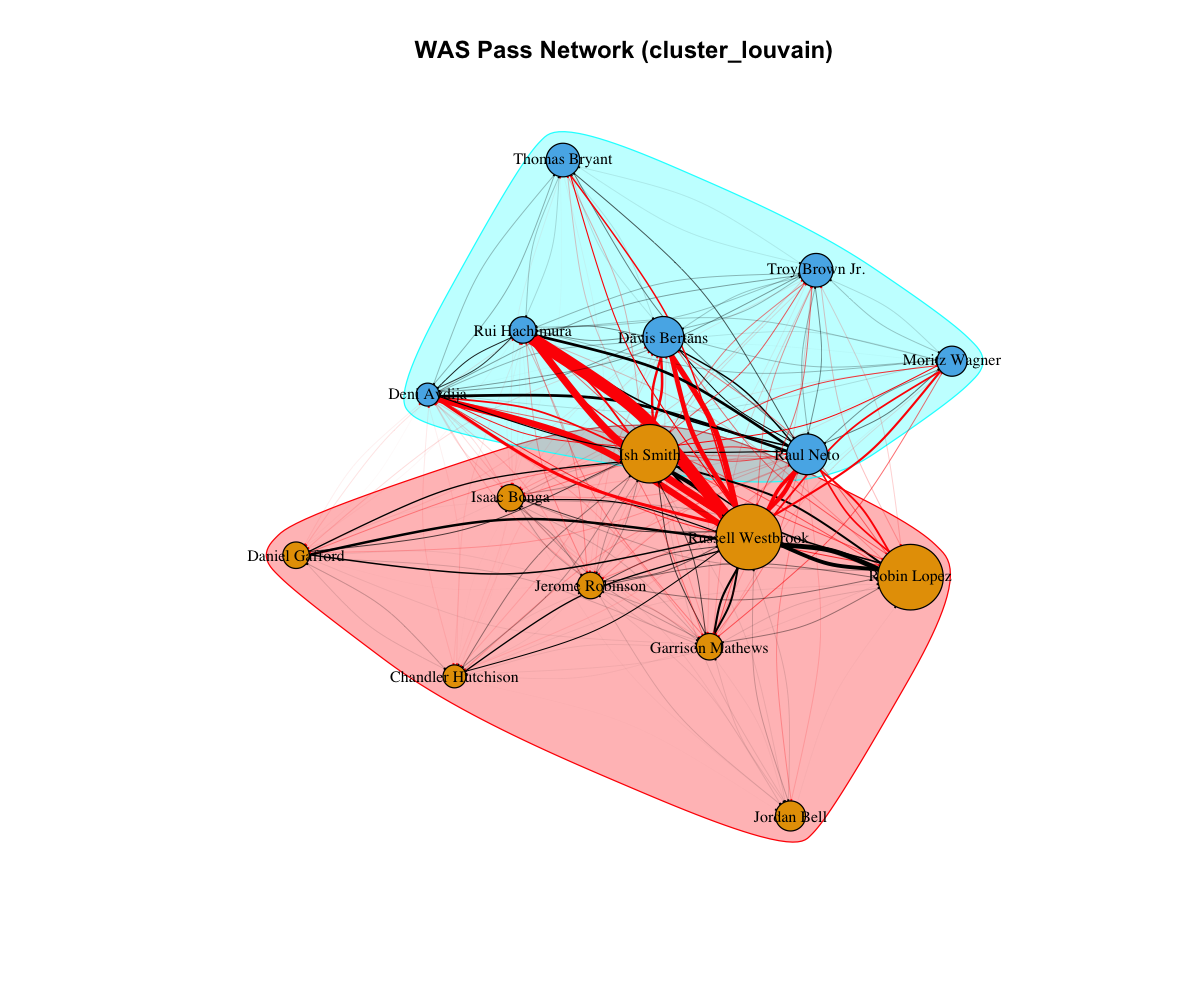 WAS Pass Network (cluster_louvain)
Thomas Bryant
Troy Brown Jr.
Rui Hachimura
Dāvis Bertāns
Moritz Wagner
Deni Avdija
Ish Smith
Raul Neto
Isaac Bonga
Russell Westbrook
Daniel Gafford
Robin Lopez
Jerome Robinson
Garrison Mathews
Chandler Hutchison
Jordan Bell